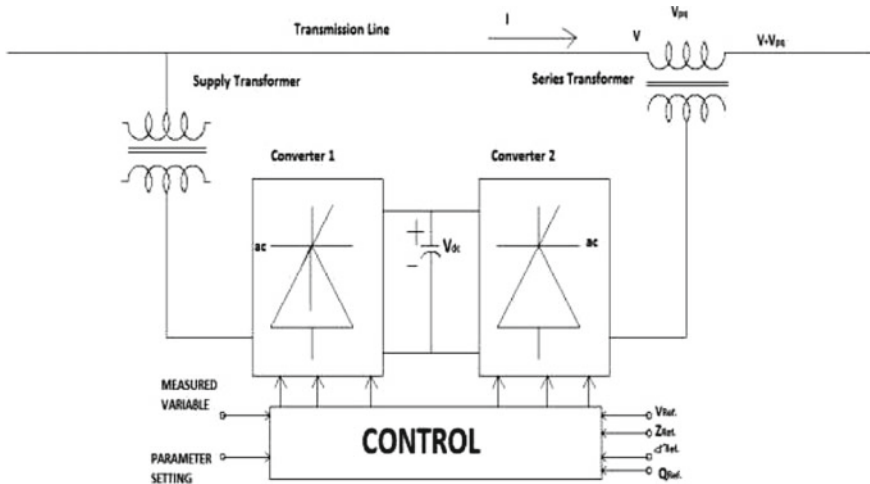 Vpq
I
Transmission Line
V
V+Vpq
Supply Transformer
Series Transformer
Converter 1
Converter 2
ac
+
Vdc
-
ac
MEASURED
VARIABLE
CONTROL
VRef.
ZRef.
Ref.
PARAMETER
SETTING
QRef.